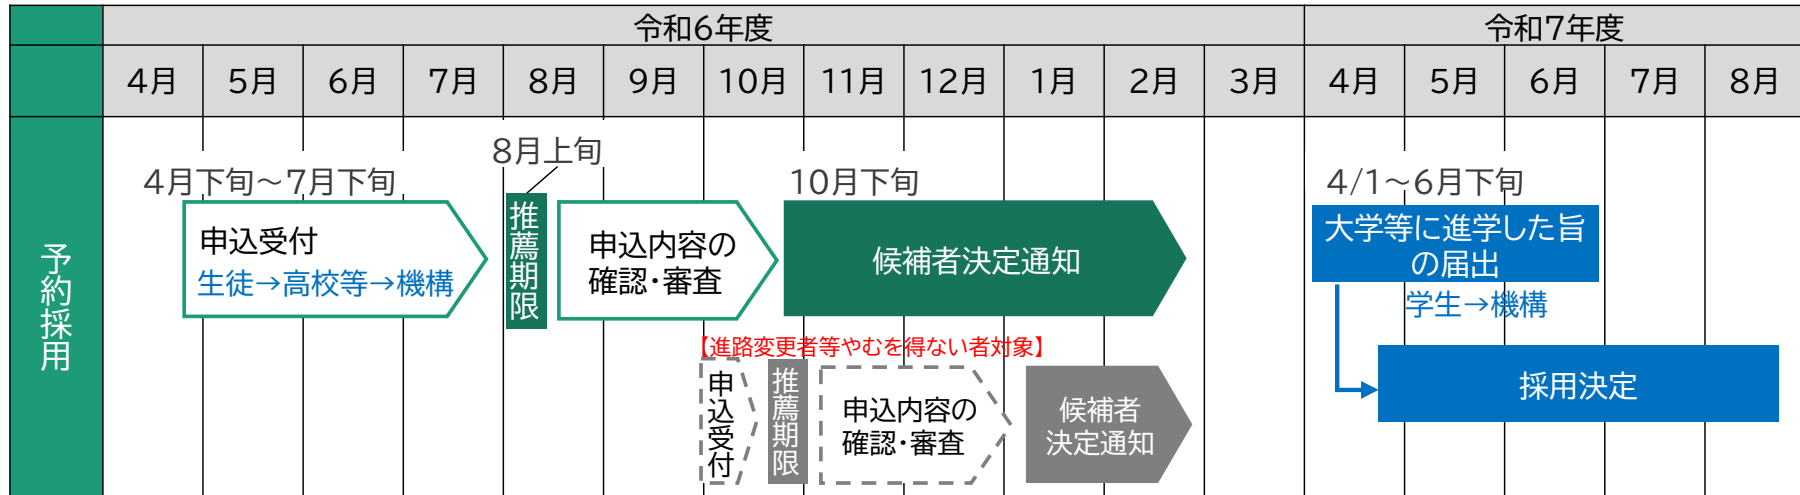 令和6年度
令和7年度
4月
5月
6月
7月
8月
9月
10月
11月
12月
1月
2月
3月
4月
5月
6月
7月
8月
予約採用
4月下旬～7月下旬
申込受付
生徒→高校等→機構
8月上旬
推薦期限
申込内容の
確認・審査
10月下旬
候補者決定通知
4/1～6月下旬
大学等に進学した旨
の届出
学生→機構
【進路変更者等やむを得ない者対象】
申込受付
推薦期限
申込内容の
確認・審査
候補者
決定通知
採用決定